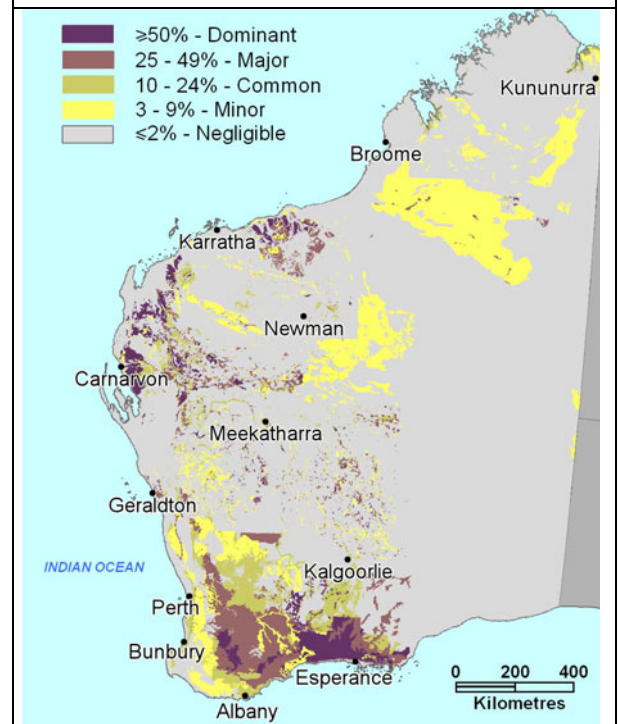 ⩾50% - Dominant
25 - 49% - Major
10 - 24% - Common
3 - 9% - Minor
⩽2% - Negligible
Kununurra
Broome
Karratha
Newman
Carnarvon
Meekatharra
Geraldton
INDIAN OCEAN
Kalgoorlie
Perth
Bunbury
Esperance
Albany
0 200 400
Kilometres